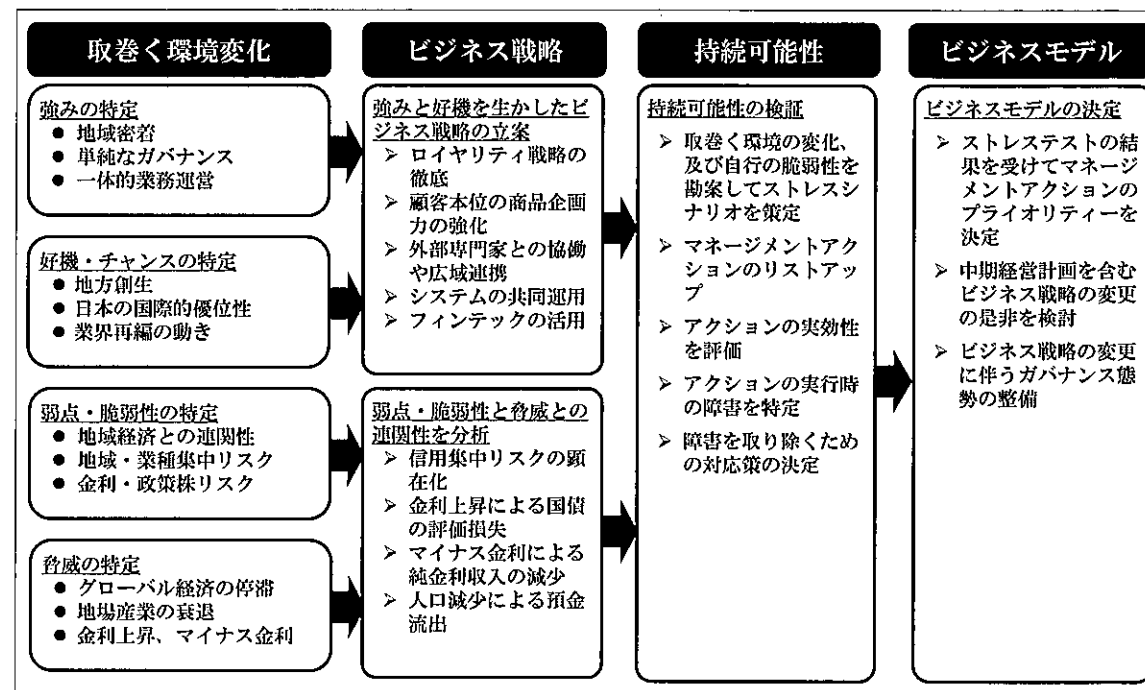 取巻く環境変化
強みの特定
● 地域密着
● 単純なガバナンス
● 一体的業務運営
好機・チャンスの特定
● 地方創生
● 日本の国際的優位性
● 業界再編の動き
弱点・脆弱性の特定
● 地域経済との連関性
● 地域・業種集中リスク
● 金利・政策株リスク
脅威の特定
● グローバル経済の停滞
● 地場産業の衰退
● 金利上昇、マイナス金利
ビジネス戦略
強みと好機を生かしたビ
ジネス戦略の立案
➢ ロイヤリティ戦略の
徹底
➢ 顧客本位の商品企画
力の強化
➢ 外部専門家との協働
や広域連携
➢ システムの共同運用
➢ フィンテックの活用
弱点・脆弱性と脅威との
連関性を分析
➢ 信用集中リスクの顕
在化
➢ 金利上昇による国債
の評価損失
➢ マイナス金利による
純金利収入の減少
➢ 人口減少による預金
流出
持続可能性
持続可能性の検証
➢ 取巻く環境の変化、
及び自行の脆弱性を
勘案してストレスシ
ナリオを策定
➢ マネージメントアク
ションのリストアッ
プ
➢ アクションの実効性
を評価
➢ アクションの実行時
の障害を特定
➢ 障害を取り除くため
の対応策の決定
ビジネスモデル
ビジネスモデルの決定
➢ ストレステストの結
果を受けてマネージ
メントアクションの
プライオリティーを
決定
➢ 中期経営計画を含む
ビジネス戦略の変更
の是非を検討
➢ ビジネス戦略の変更
に伴うガバナンス態
勢の整備